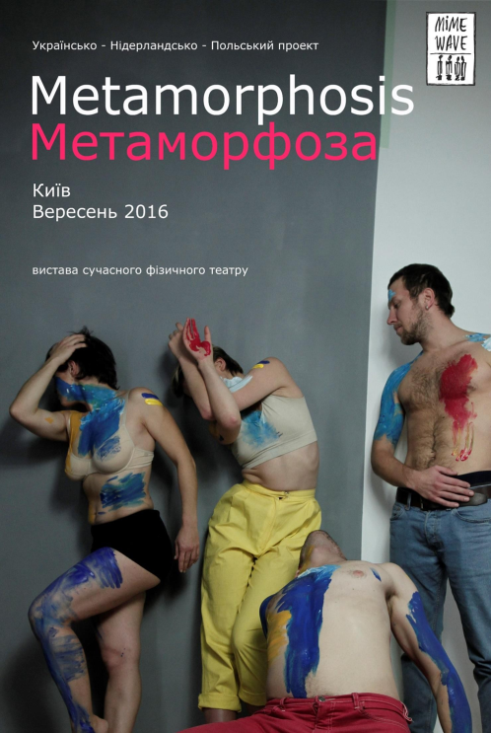 Українсько - Нідерландсько - Польський проект
MiME
WAVE
Metamorphosis
Метаморфоза
Київ
Вересень 2016
вистава сучасного фізичного театру